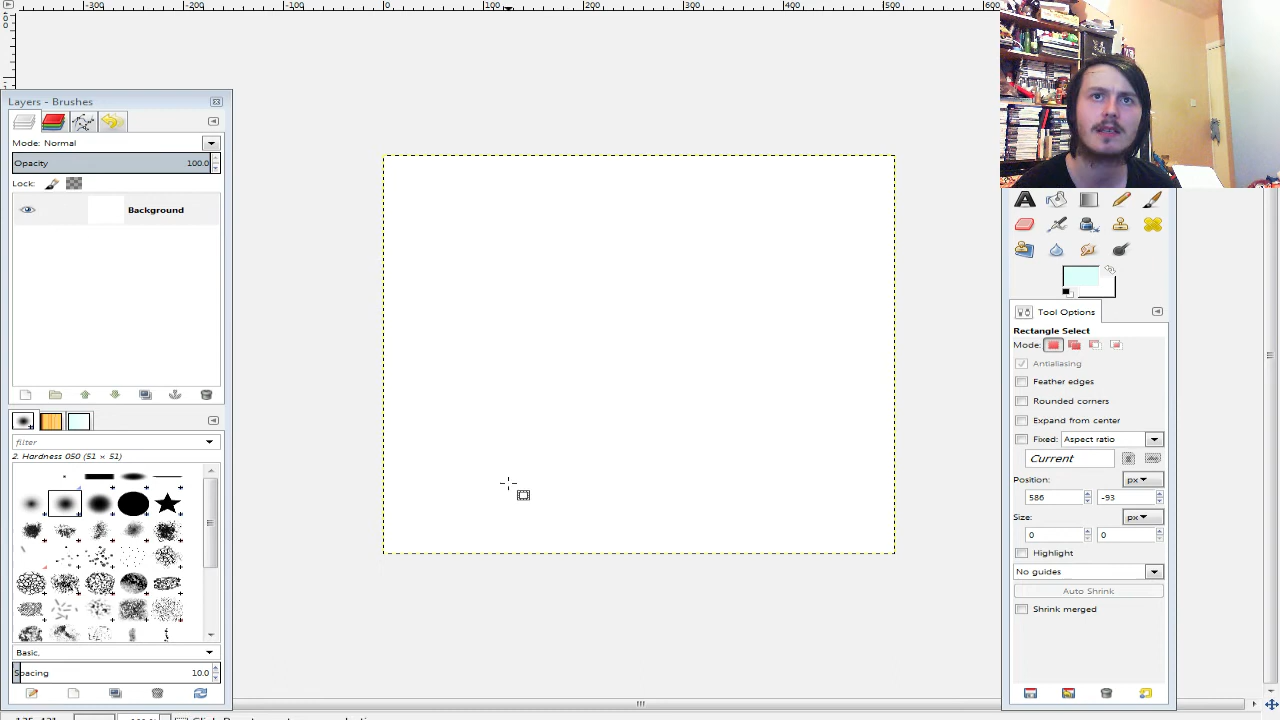 -300 -200 -100 0 100 200 300 400 500 600
Layers - Brushes
Mode: Normal
Opacity 100.0
Lock:
Background
filter
2. Hardness 050 (51 × 51)
Basic,
Spacing 10.0
Tool Options
Rectangle Select
Mode:
Antialiasing
Feather edges
Rounded corners
Expand from center
Fixed: Aspect ratio
Current
Position: px
586 -93
Size: px
0 0
Highlight
No guides
Auto Shrink
Shrink merged